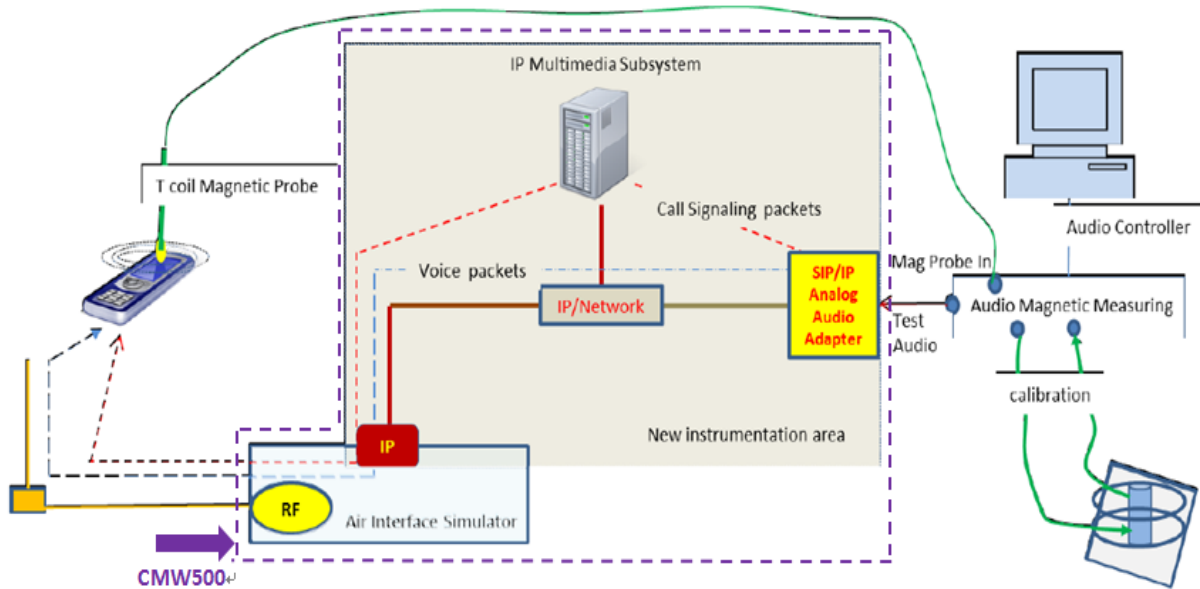 IP Multimedia Subsystem
T coil Magnetic Probe
Call Signaling packets
Audio Controller
Mag Probe In
Voice packets
SIP/IP
Analog
Audio
Adapter
IP/Network
Audio Magnetic Measuring
Test
Audio
calibration
New instrumentation area
IP
RF
Air Interface Simulator
CMW500